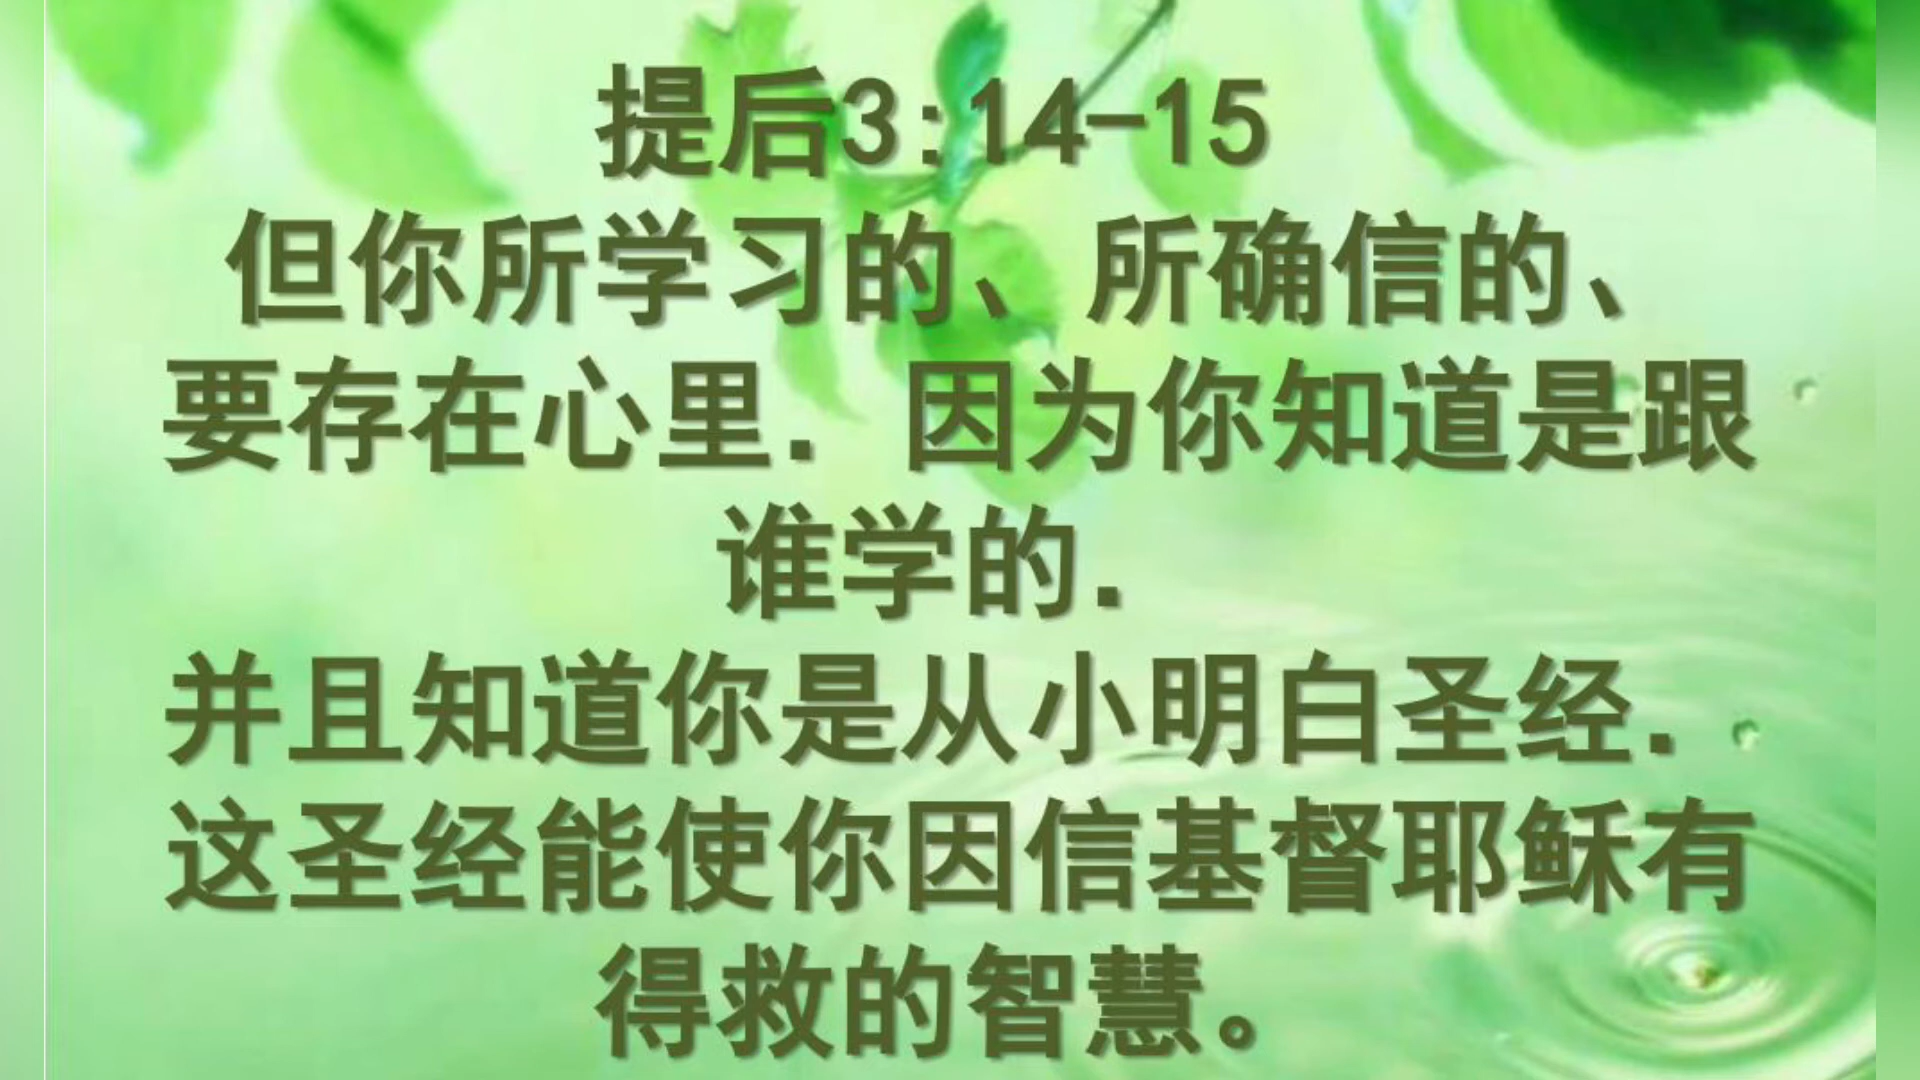 提后3:14-15
但你所学习的、所确信的、
要存在心里．因为你知道是跟
谁学的．
并且知道你是从小明白圣经．
这圣经能使你因信基督耶稣有
得救的智慧。